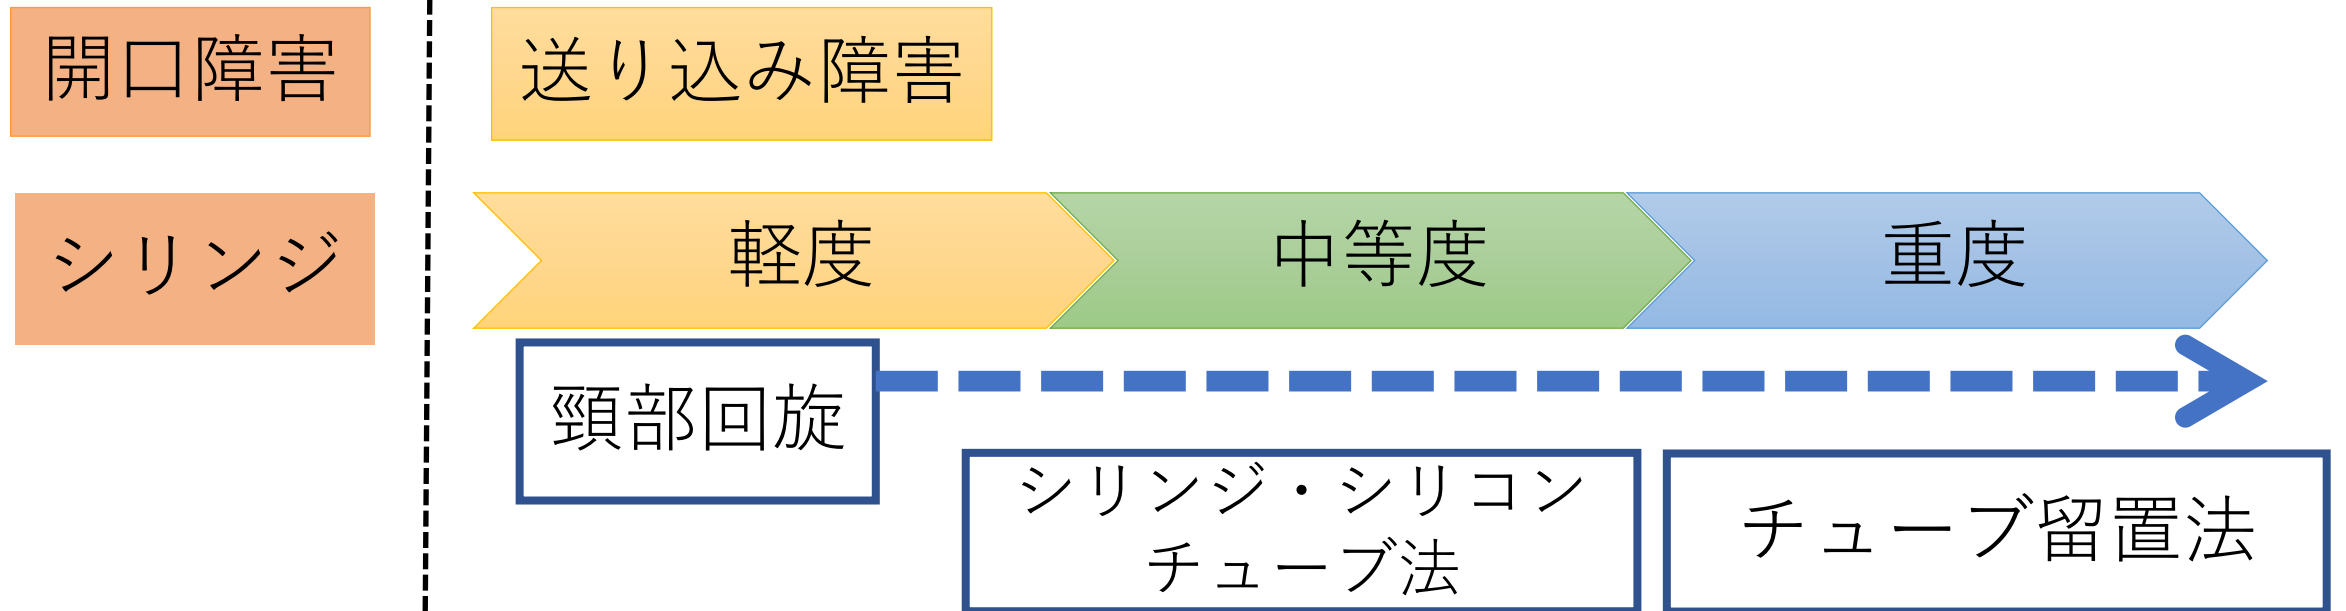 開口障害
送り込み障害
シリンジ
軽度
中等度
重度
頸部回旋
シリンジ・シリコン
チューブ法
チューブ留置法